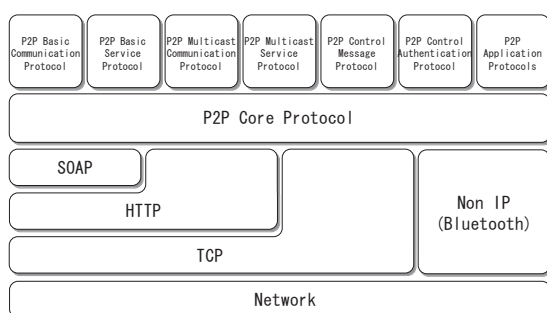 P2P Basic
Communication
Protocol
P2P Basic
Service
Protocol
P2P Multicast
Communication
Protocol
P2P Multicast
Service
Protocol
P2P Control
Message
Protocol
P2P Control
Authentication
Protocol
P2P
Application
Protocols
P2P Core Protocol
SOAP
HTTP
TCP
Non IP
(Bluetooth)
Network